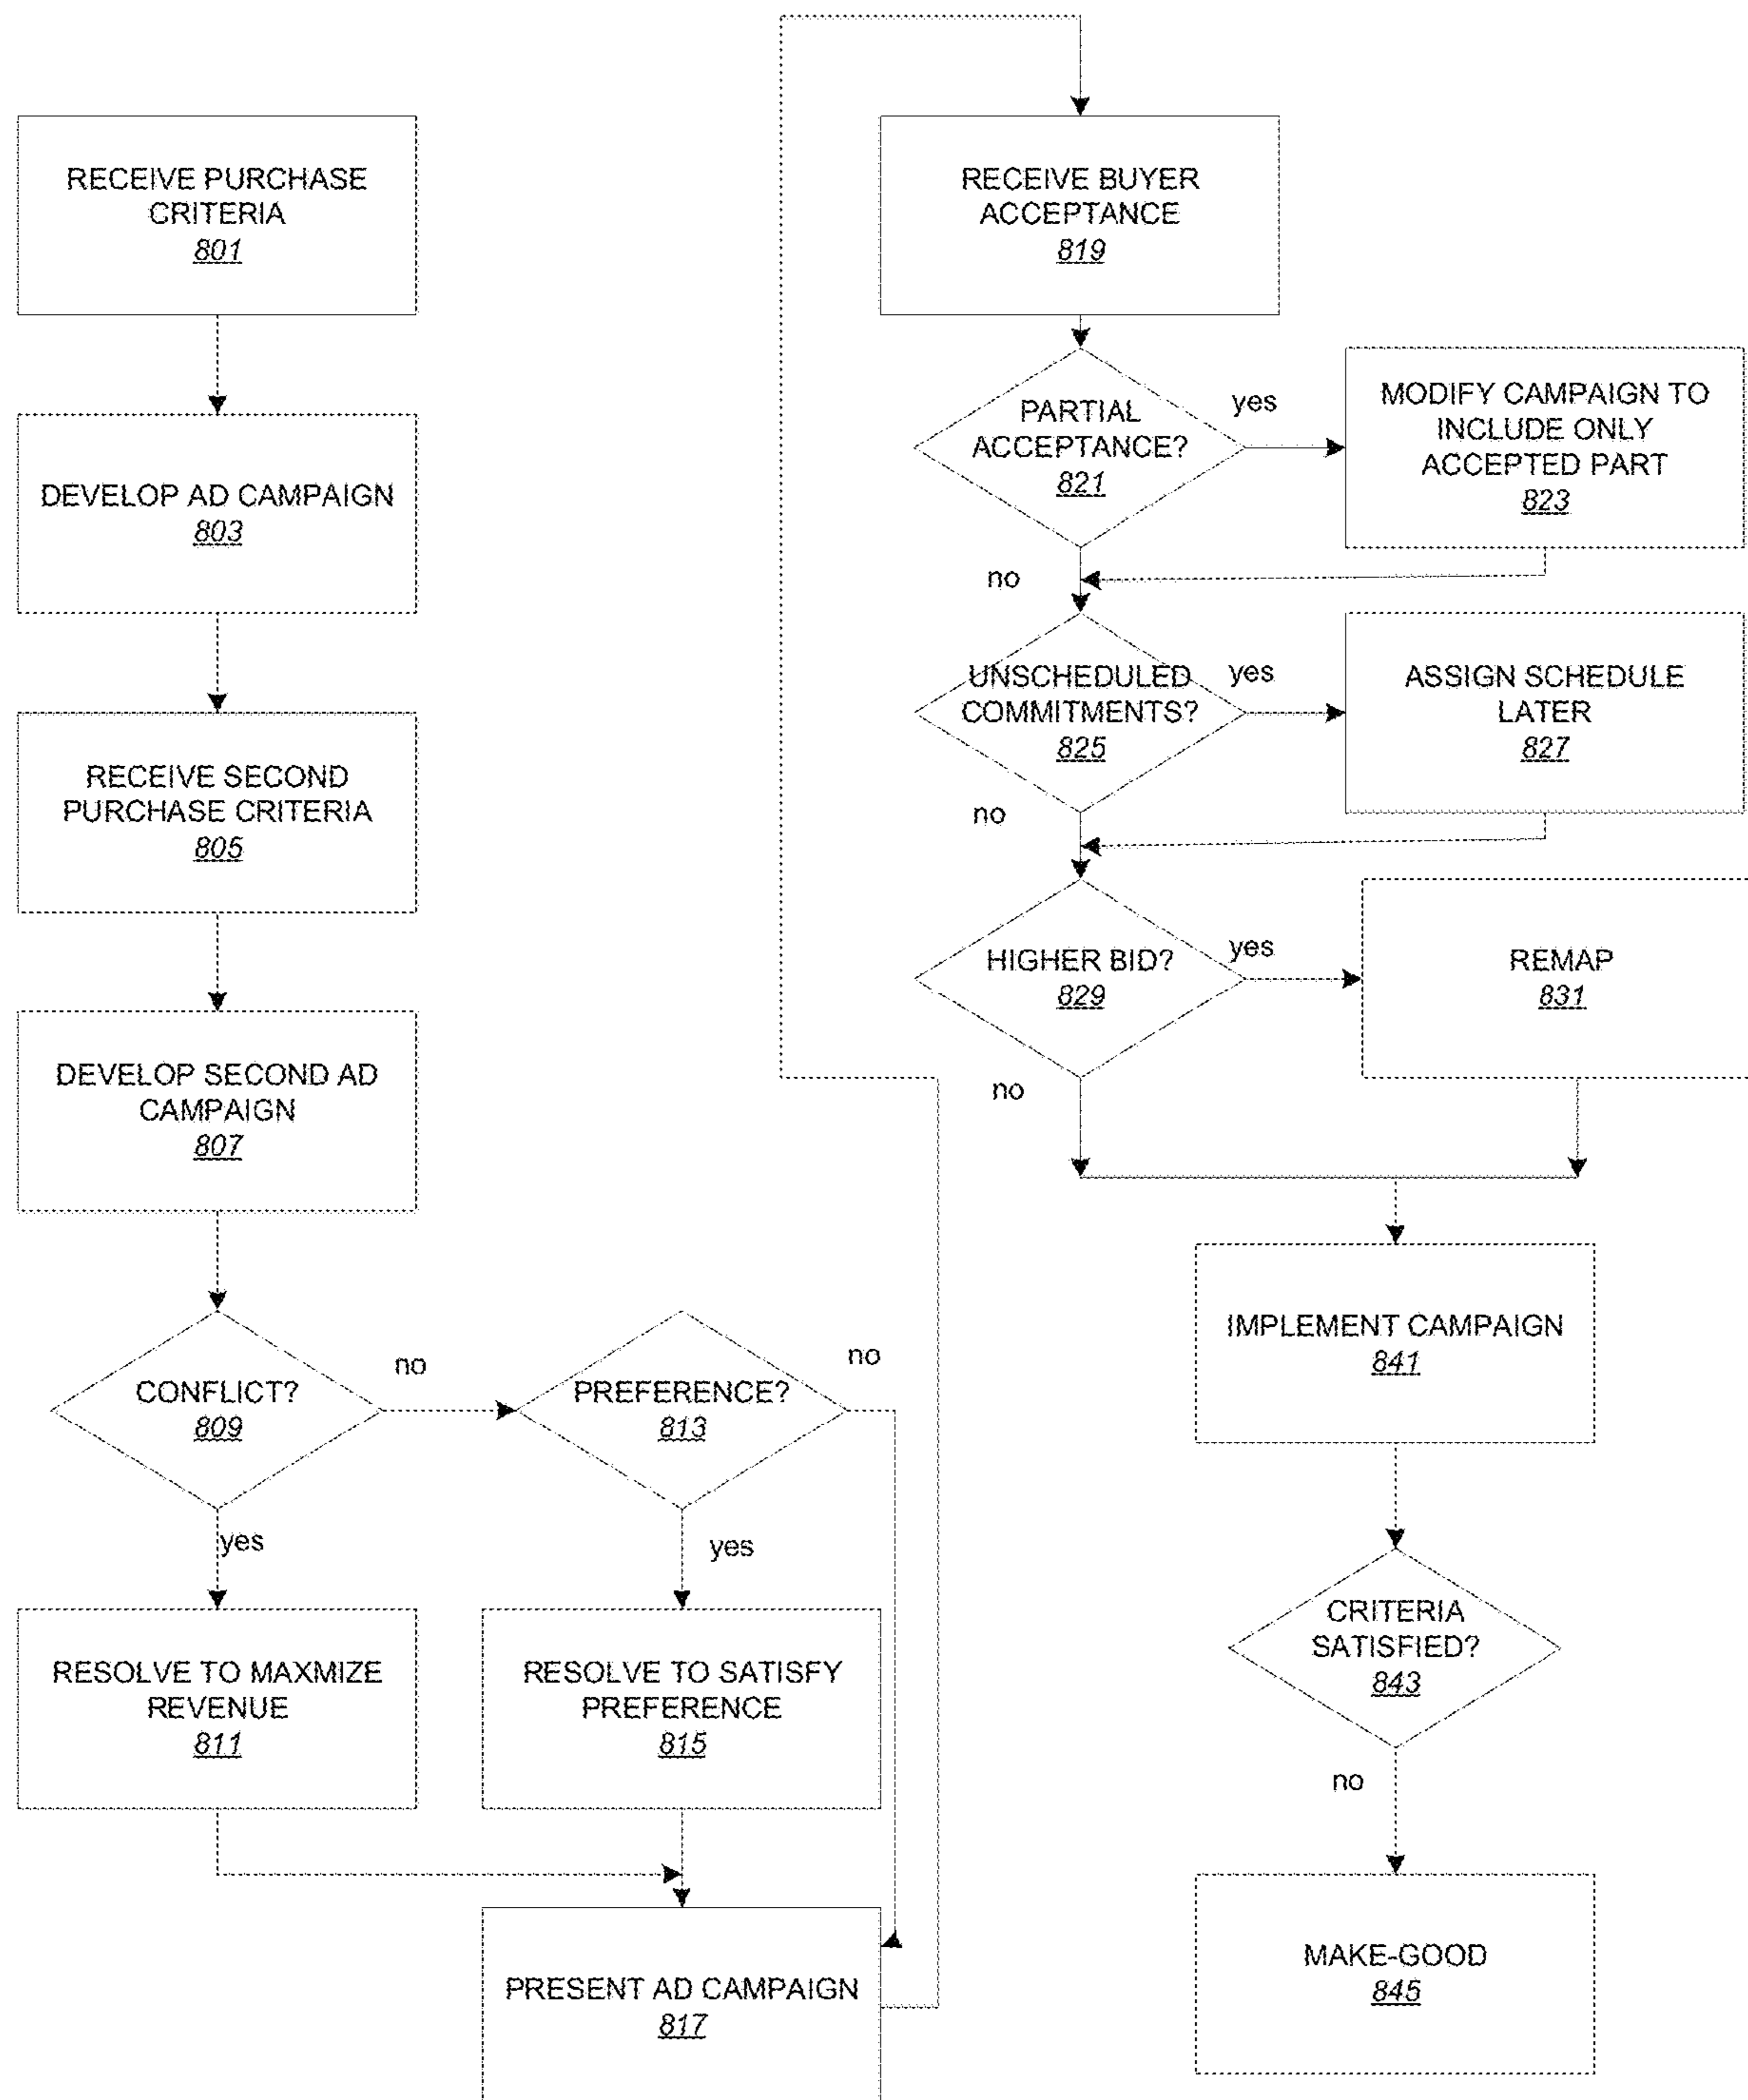 RECEIVE PURCHASE
CRITERIA
801
DEVELOP AD CAMPAIGN
803
RECEIVE SECOND
PURCHASE CRITERIA
805
DEVELOP SECOND AD
CAMPAIGN
807
CONFLICT?
809
no
yes
PREFERENCE?
813
no
yes
RESOLVE TO MAXMIZE
REVENUE
811
RESOLVE TO SATISFY
PREFERENCE
815
PRESENT AD CAMPAIGN
817
RECEIVE BUYER
ACCEPTANCE
819
PARTIAL
ACCEPTANCE?
821
yes
no
MODIFY CAMPAIGN TO
INCLUDE ONLY
ACCEPTED PART
823
UNSCHEDULED
COMMITMENTS?
825
yes
no
ASSIGN SCHEDULE
LATER
827
HIGHER BID?
829
yes
no
REMAP
831
IMPLEMENT CAMPAIGN
841
CRITERIA
SATISFIED?
843
no
MAKE-GOOD
845